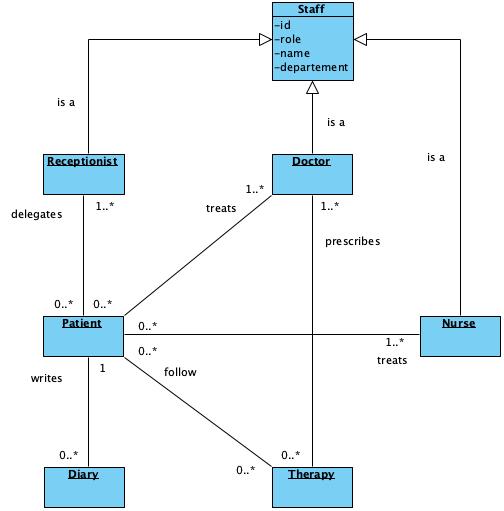 Staff
-id
-role
-name
-departement
is a
is a
is a
Receptionist
Doctor
delegates
1..*
treats
1..*
1..*
prescribes
0..*
0..*
Patient
0..*
Nurse
1..*
treats
0..*
follow
writes
1
0..*
0..*
0..*
Diary
Therapy